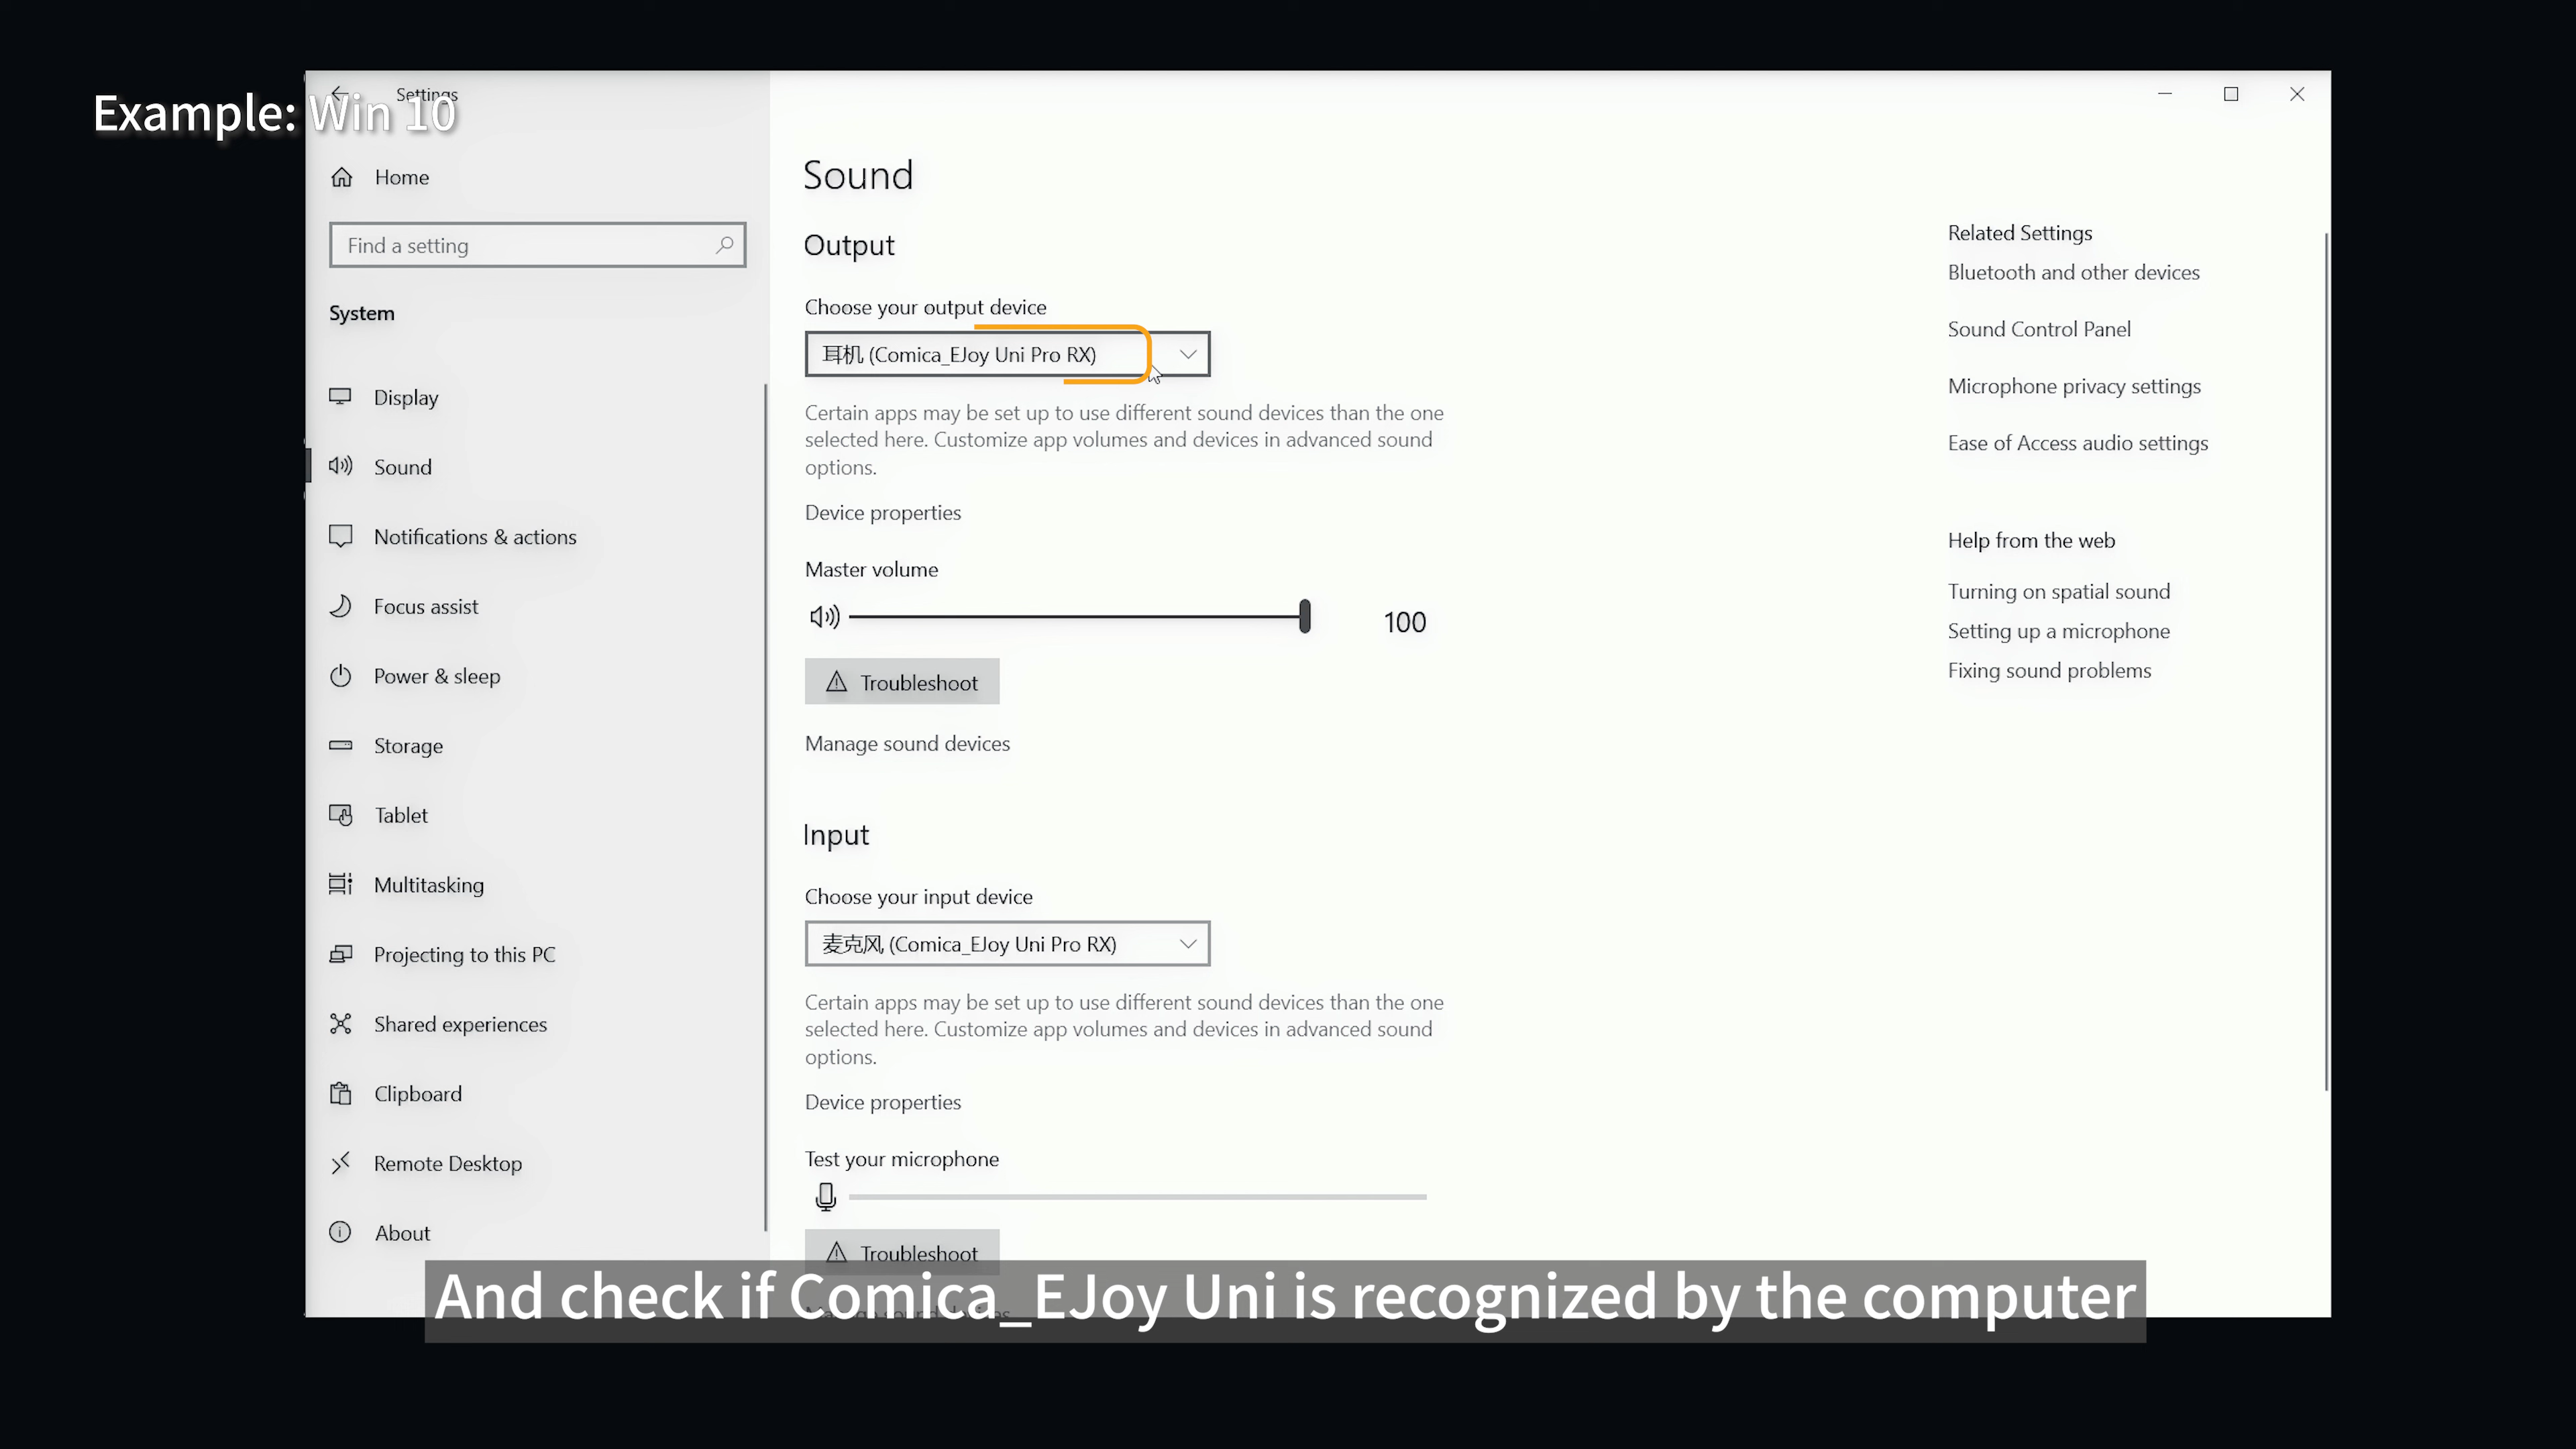 Example: Win 10
Settings
Home
Find a setting
System
Display
Sound
Notifications & actions
Focus assist
Power & sleep
Storage
Tablet
Multitasking
Projecting to this PC
Shared experiences
Clipboard
Remote Desktop
About
Sound
Output
Choose your output device
耳机 (Comica_EJoy Uni Pro RX)
Certain apps may be set up to use different sound devices than the one
selected here. Customize app volumes and devices in advanced sound
options.
Device properties
Master volume
100
Troubleshoot
Manage sound devices
Input
Choose your input device
麦克风 (Comica_EJoy Uni Pro RX)
Certain apps may be set up to use different sound devices than the one
selected here. Customize app volumes and devices in advanced sound
options.
Device properties
Test your microphone
Troubleshoot
Manage sound devices
Related Settings
Bluetooth and other devices
Sound Control Panel
Microphone privacy settings
Ease of Access audio settings
Help from the web
Turning on spatial sound
Setting up a microphone
Fixing sound problems
And check if Comica_EJoy Uni is recognized by the computer